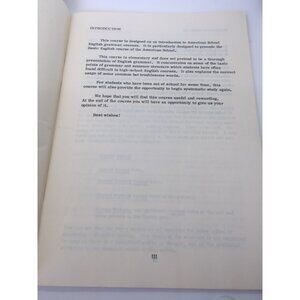 INTRODUCTION
This course is designed as an introduction to American School
English grammar courses. It is particularly designed to precede the
Basic English course of the American School.
This course is elementary and does not pretend to be a thorough
presentation of English grammar. It concentrates on some of the basic
points of grammar and sentence structure which students have often
found difficult in high-school English courses. It also explains the correct
usage of some common but troublesome words.
For students who have been out of school for some time, this
course will also provide the opportunity to begin systematic study again.
We hope that you will find this course useful and rewarding.
At the end of the course you will have an opportunity to give us your
opinion of it.
Best wishes!
III